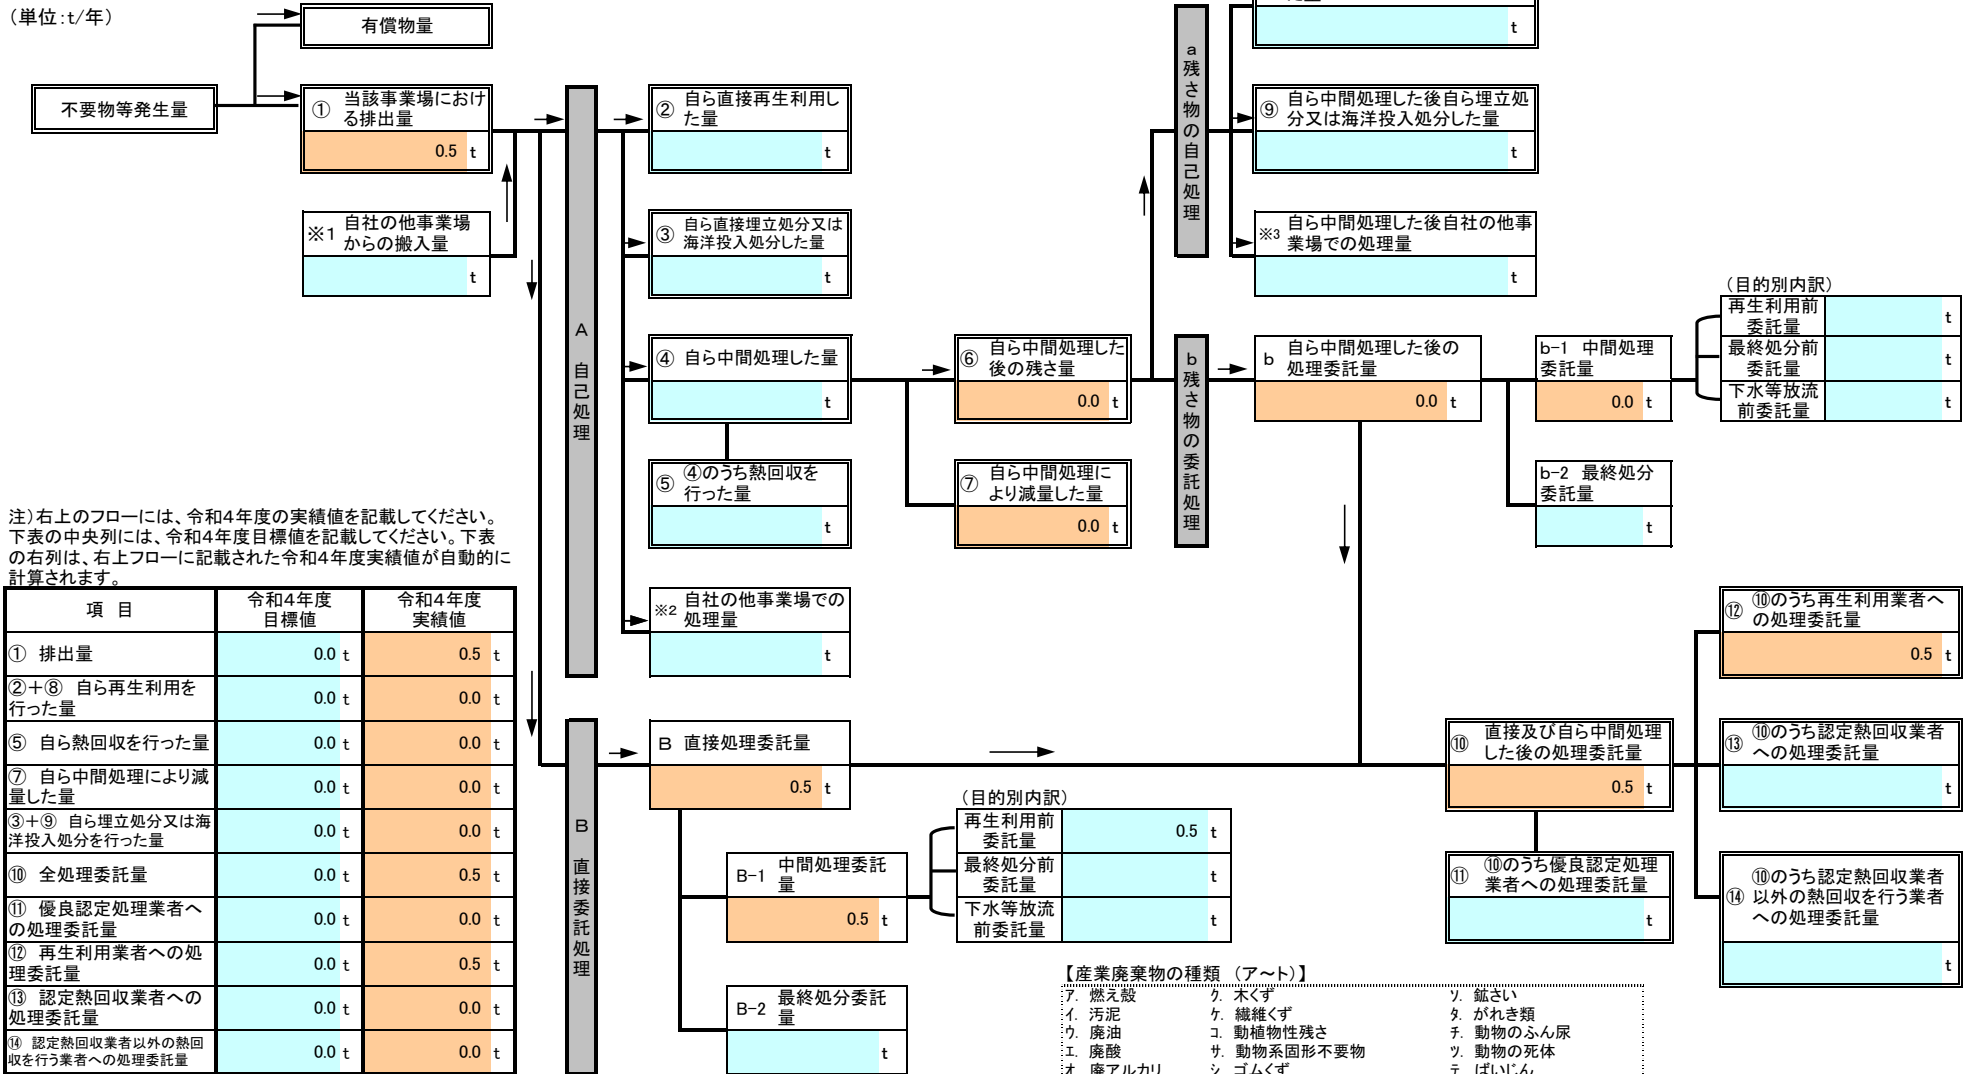 (単位:t/年)
有償物量
不要物等発生量
① 当該事業場におけ
る排出量
0.5 t
※1 自社の他事業場
からの搬入量
t
A 自己処理
② 自ら直接再生利用し
た量
t
③ 自ら直接埋立処分又は
海洋投入処分した量
t
④ 自ら中間処理した量
t
⑤ ④のうち熱回収を
行った量
t
※2 自社の他事業場での
処理量
t
⑥ 自ら中間処理した
後の残さ量
0.0 t
⑦ 自ら中間処理に
より減量した量
0.0 t
a 残さ物の自己処理
t
⑨ 自ら中間処理した後自ら埋立処
分又は海洋投入処分した量
t
※3 自ら中間処理した後自社の他事
業場での処理量
t
b 残さ物の委託処理
b 自ら中間処理した後の
処理委託量
0.0 t
b-1 中間処理
委託量
0.0 t
b-2 最終処分
委託量
t
(目的別内訳)
再生利用前
委託量
t
最終処分前
委託量
t
下水等放流
前委託量
t
注)右上のフローには、令和4年度の実績値を記載してください。
下表の中央列には、令和4年度目標値を記載してください。下表
の右列は、右上フローに記載された令和4年度実績値が自動的に
計算されます。
項 目 令和4年度
目標値 令和4年度
実績値
① 排出量 0.0 t 0.5 t
②+⑧ 自ら再生利用を
行った量 0.0 t 0.0 t
⑤ 自ら熱回収を行った量 0.0 t 0.0 t
⑦ 自ら中間処理により減
量した量 0.0 t 0.0 t
③+⑨ 自ら埋立処分又は海
洋投入処分を行った量 0.0 t 0.0 t
⑩ 全処理委託量 0.0 t 0.5 t
⑪ 優良認定処理業者へ
の処理委託量 0.0 t 0.0 t
⑫ 再生利用業者への処
理委託量 0.0 t 0.5 t
⑬ 認定熱回収業者への
処理委託量 0.0 t 0.0 t
⑭ 認定熱回収業者以外の熱回
収を行う業者への処理委託量 0.0 t 0.0 t
B 直接委託処理
B 直接処理委託量
0.5 t
B-1 中間処理委託
量
0.5 t
B-2 最終処分委託
量
t
(目的別内訳)
再生利用前
委託量
0.5 t
最終処分前
委託量
t
下水等放流
前委託量
t
⑩ 直接及び自ら中間処理
した後の処理委託量
0.5 t
⑪ ⑩のうち優良認定処理
業者への処理委託量
t
⑫ ⑩のうち再生利用業者へ
の処理委託量
0.5 t
⑬ ⑩のうち認定熱回収業者
への処理委託量
t
⑭ ⑩のうち認定熱回収業者
以外の熱回収を行う業者
への処理委託量
t
【産業廃棄物の種類 (ア~ト)】
ア. 燃え殻 ク. 木くず ソ. 鉱さい
イ. 汚泥 ケ. 繊維くず タ. がれき類
ウ. 廃油 コ. 動植物性残さ チ. 動物のふん尿
エ. 廃酸 サ. 動物系固形不要物 ツ. 動物の死体
オ. 廃アルカリ シ. ゴムくず テ. ばいじん